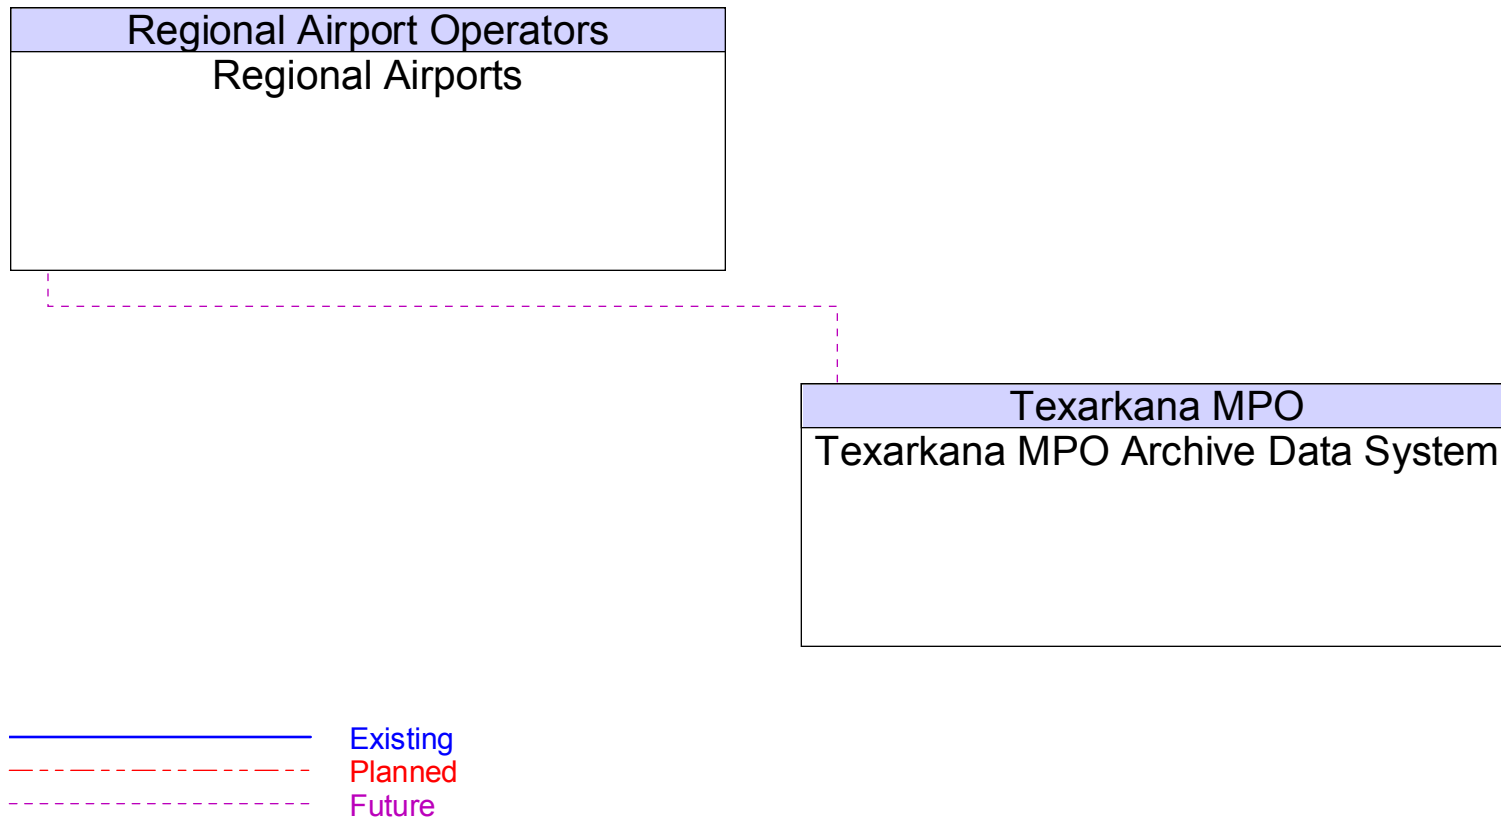 Regional Airport Operators
Regional Airports
Texarkana MPO
Texarkana MPO Archive Data System
Existing
Planned
Future